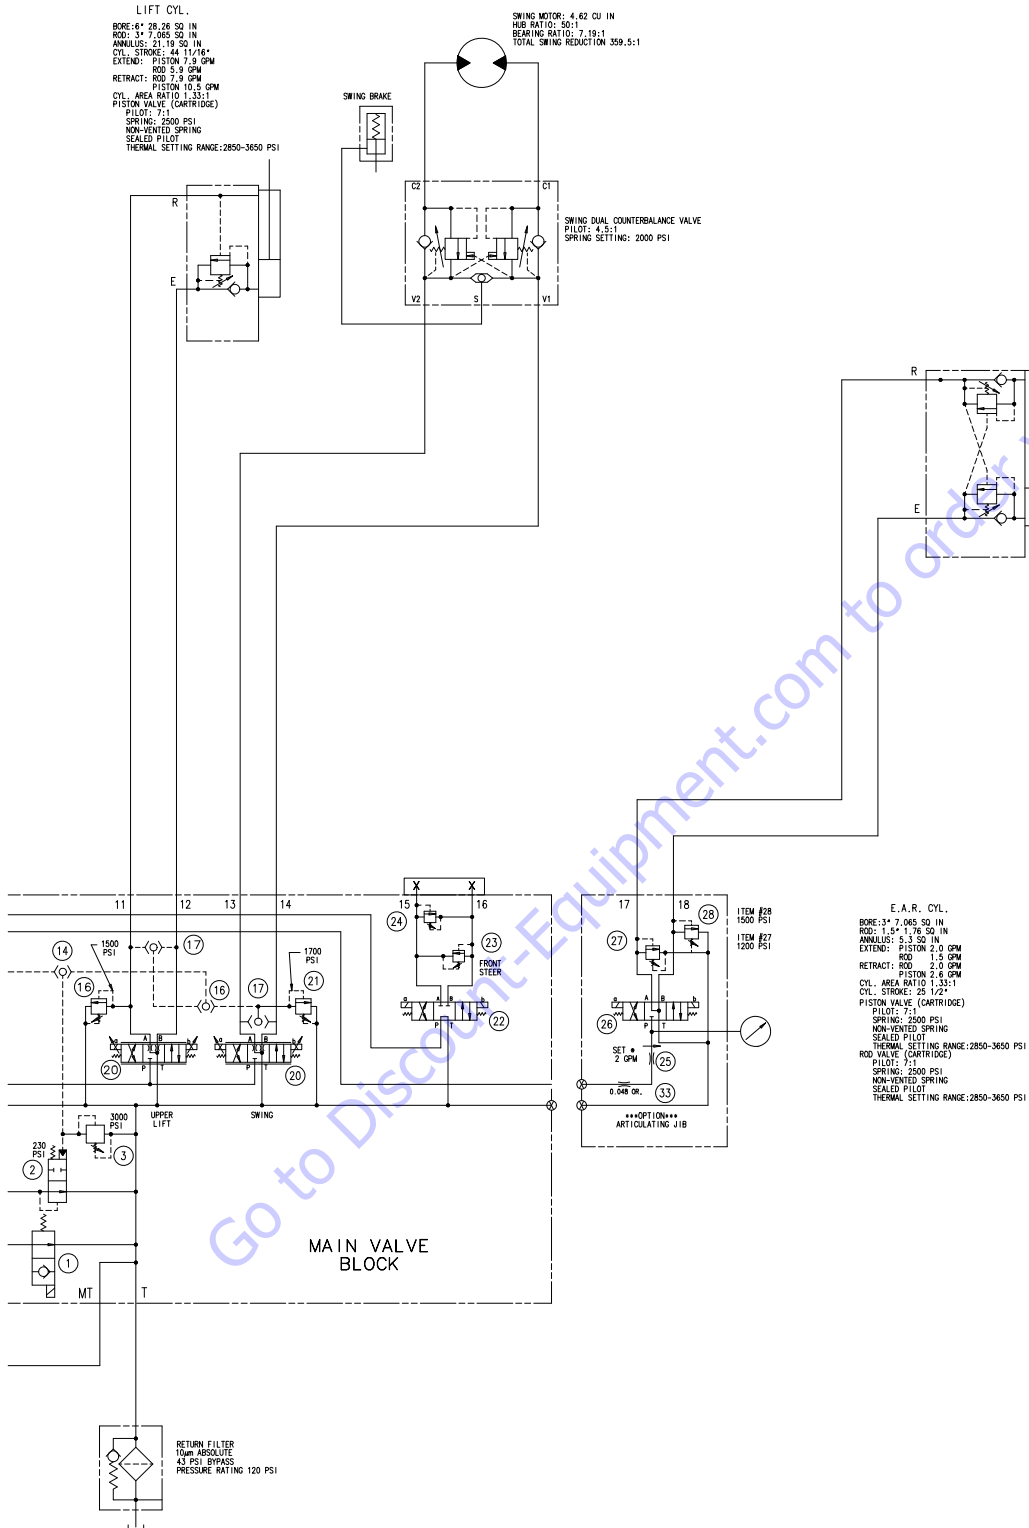 LIFT CYL.
BORE:6" 28.26 SQ IN
ROD: 3" 7.065 SQ IN
ANNULUS: 21.19 SQ IN
CYL. STROKE: 44 11/16"
EXTEND: PISTON 7.9 GPM
ROD 5.9 GPM
RETRACT: ROD 7.9 GPM
PISTON 10.5 GPM
CYL. AREA RATIO 1.33:1
PISTON VALVE (CARTRIDGE)
PILOT: 7:1
SPRING: 2500 PSI
NON-VENTED SPRING
SEALED PILOT
THERMAL SETTING RANGE:2850-3650 PSI
SWING MOTOR: 4.62 CU IN
HUB RATIO: 50:1
BEARING RATIO: 7.19:1
TOTAL SWING REDUCTION 359.5:1
SWING BRAKE
C2
C1
SWING DUAL COUNTERBALANCE VALVE
PILOT: 4.5:1
SPRING SETTING: 2000 PSI
V2
S
V1
R
E
R
E
11
12
13
14
15
16
17
18
14
1500
PSI
17
16
16
17
1700
PSI
21
24
23
FRONT
STEER
22
27
28
ITEM #28
1500 PSI
ITEM #27
1200 PSI
a
A
B
b
P
T
20
UPPER
LIFT
a
A
B
b
P
T
20
SWING
a
A
B
b
P
T
a
A
B
b
P
T
26
SET @
2 GPM
25
0.048 OR.
33
***OPTION***
ARTICULATING JIB
E.A.R. CYL.
BORE:3" 7.065 SQ IN
ROD: 1.5" 1.76 SQ IN
ANNULUS: 5.3 SQ IN
EXTEND: PISTON 2.0 GPM
ROD 1.5 GPM
RETRACT: ROD 2.0 GPM
PISTON 2.6 GPM
CYL. AREA RATIO 1.33:1
CYL. STROKE: 25 1/2"
PISTON VALVE (CARTRIDGE)
PILOT: 7:1
SPRING: 2500 PSI
NON-VENTED SPRING
SEALED PILOT
THERMAL SETTING RANGE:2850-3650 PSI
ROD VALVE (CARTRIDGE)
PILOT: 7:1
SPRING: 2500 PSI
NON-VENTED SPRING
SEALED PILOT
THERMAL SETTING RANGE:2850-3650 PSI
3000
PSI
3
230
PSI
2
1
MT
T
MAIN VALVE
BLOCK
RETURN FILTER
10µm ABSOLUTE
43 PSI BYPASS
PRESSURE RATING 120 PSI
Go to Discount-Equipment.com to order